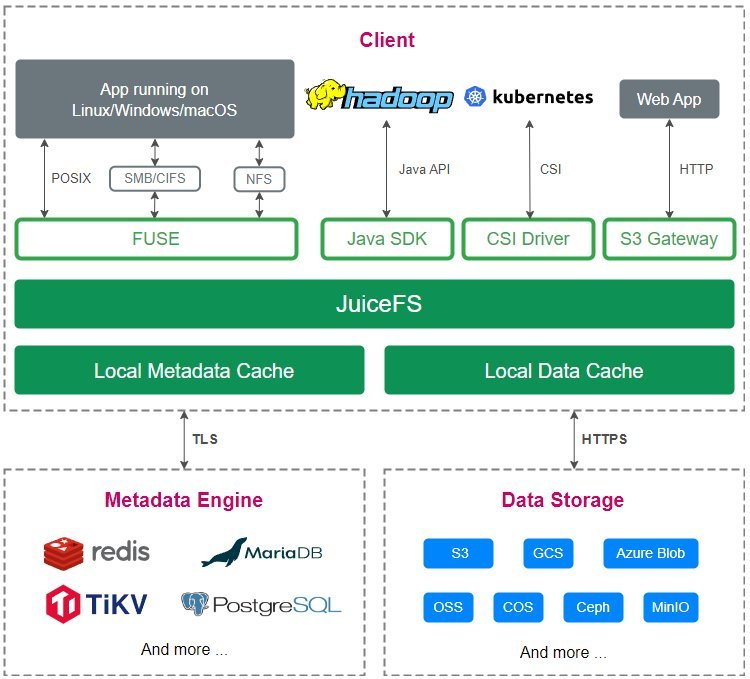 Client
App running on
Linux/Windows/macOS
hadoop
kubernetes
Web App
POSIX
SMB/CIFS
NFS
Java API
CSI
HTTP
FUSE
Java SDK
CSI Driver
S3 Gateway
JuiceFS
Local Metadata Cache
Local Data Cache
TLS
HTTPS
Metadata Engine
redis
MariaDB
TiKV
PostgreSQL
And more ...
Data Storage
S3
GCS
Azure Blob
OSS
COS
Ceph
MinIO
And more ...